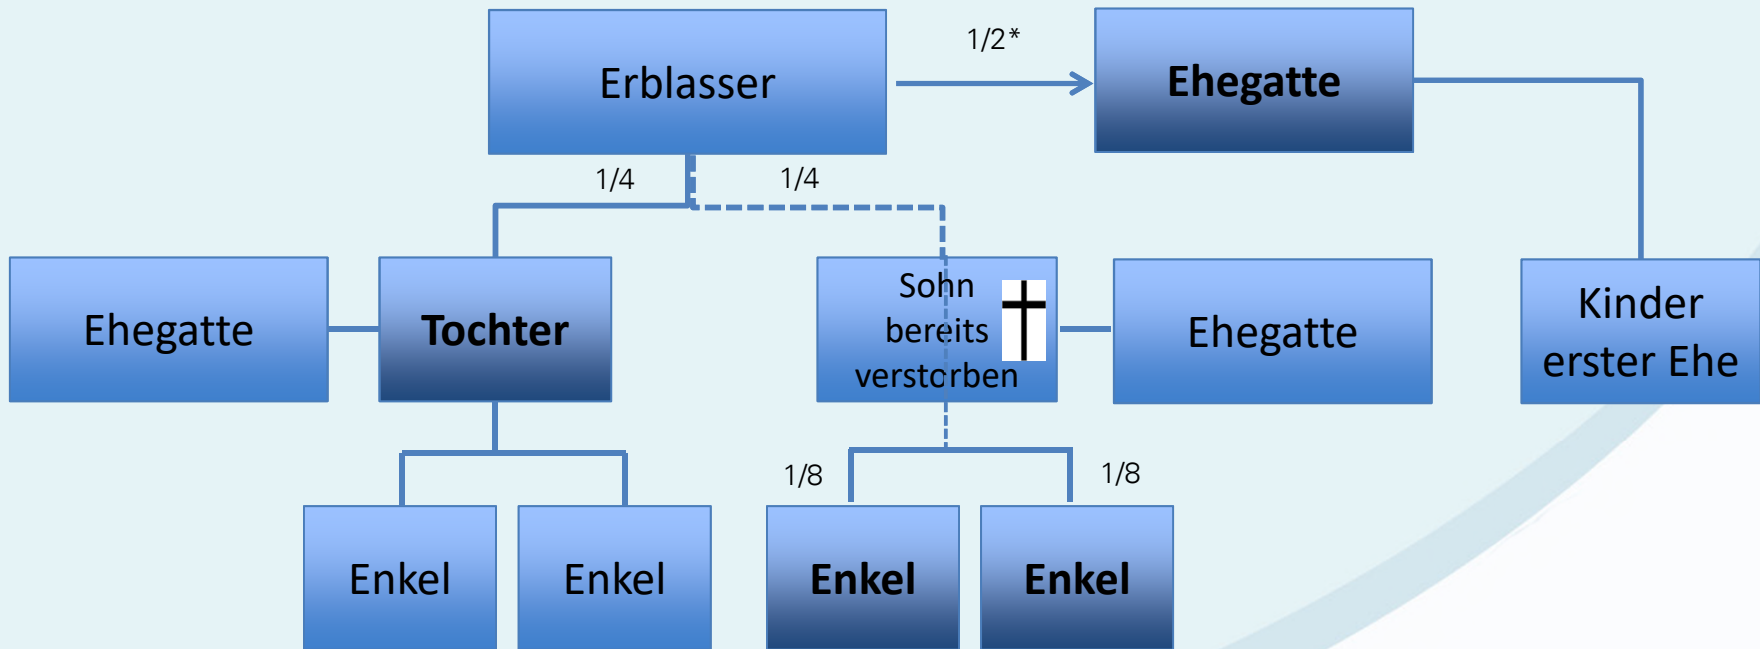 Erblasser
1/2*
Ehegatte
1/4
1/4
Ehegatte
Tochter
Sohn
bereits
verstorben
Ehegatte
Kinder
erster Ehe
1/8
1/8
Enkel
Enkel
Enkel
Enkel